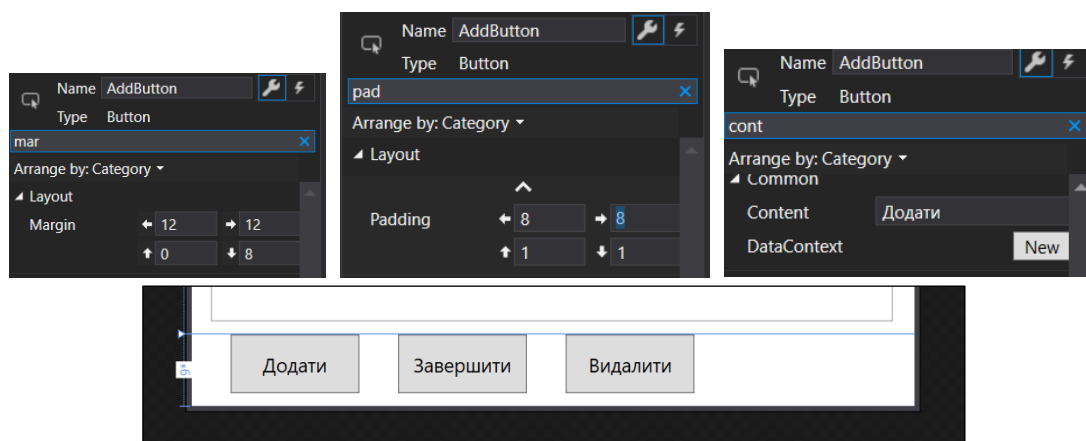 Name AddButton
Type Button
mar
Arrange by: Category
Layout
Margin 12 12
0 8
Name AddButton
Type Button
pad
Arrange by: Category
Layout
Padding 8 8
1 1
Name AddButton
Type Button
cont
Arrange by: Category
Common
Content Додати
DataContext New
9*
Додати Завершити Видалити